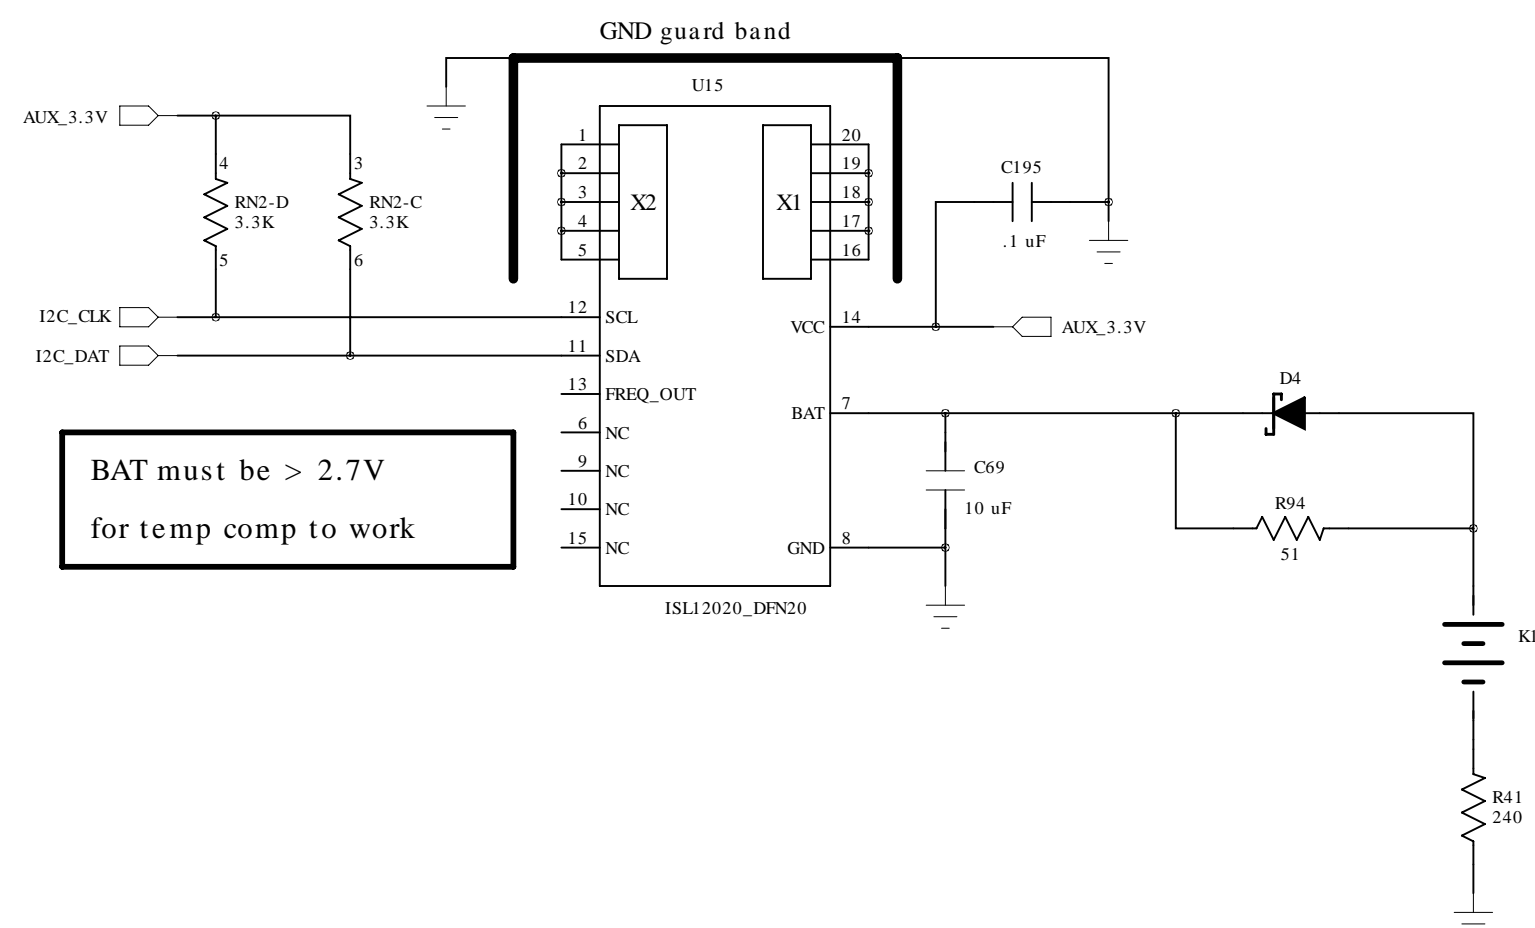 GND guard band
U15
AUX_3.3V
1
2
3
4
5
X2
X1
20
19
18
17
16
4
RN2-D
3.3K
5
3
RN2-C
3.3K
6
C195
.1 uF
I2C_CLK
12
SCL
I2C_DAT
11
SDA
VCC
14
AUX_3.3V
13
FREQ_OUT
6
NC
9
NC
10
NC
15
NC
BAT
7
D4
C69
10 uF
R94
51
GND
8
BAT must be > 2.7V
for temp comp to work
ISL12020_DFN20
R41
240